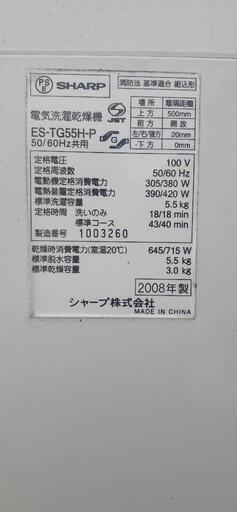 PS
E
SHARP
消防法 基準適合 組込形
電気洗濯乾燥機
JET
ES-TG55H-P
50/60Hz共用
SGS
場所 離隔距離
上方 500mm
前方 開放
左右/後方 20mm
下方 0mm
定格電圧 100 V
定格周波数 50/60 Hz
電動機定格消費電力 305/380 W
電熱装置定格消費電力 390/420 W
標準洗濯容量 5.5 kg
定格時間 洗いのみ 18/18 min
標準コース 43/40 min
製造番号 1003260
乾燥時消費電力(室温20℃) 645/715 W
標準脱水容量 5.5 kg
標準乾燥容量 3.0 kg
シャープ株式会社
2008年製
MADE IN CHINA